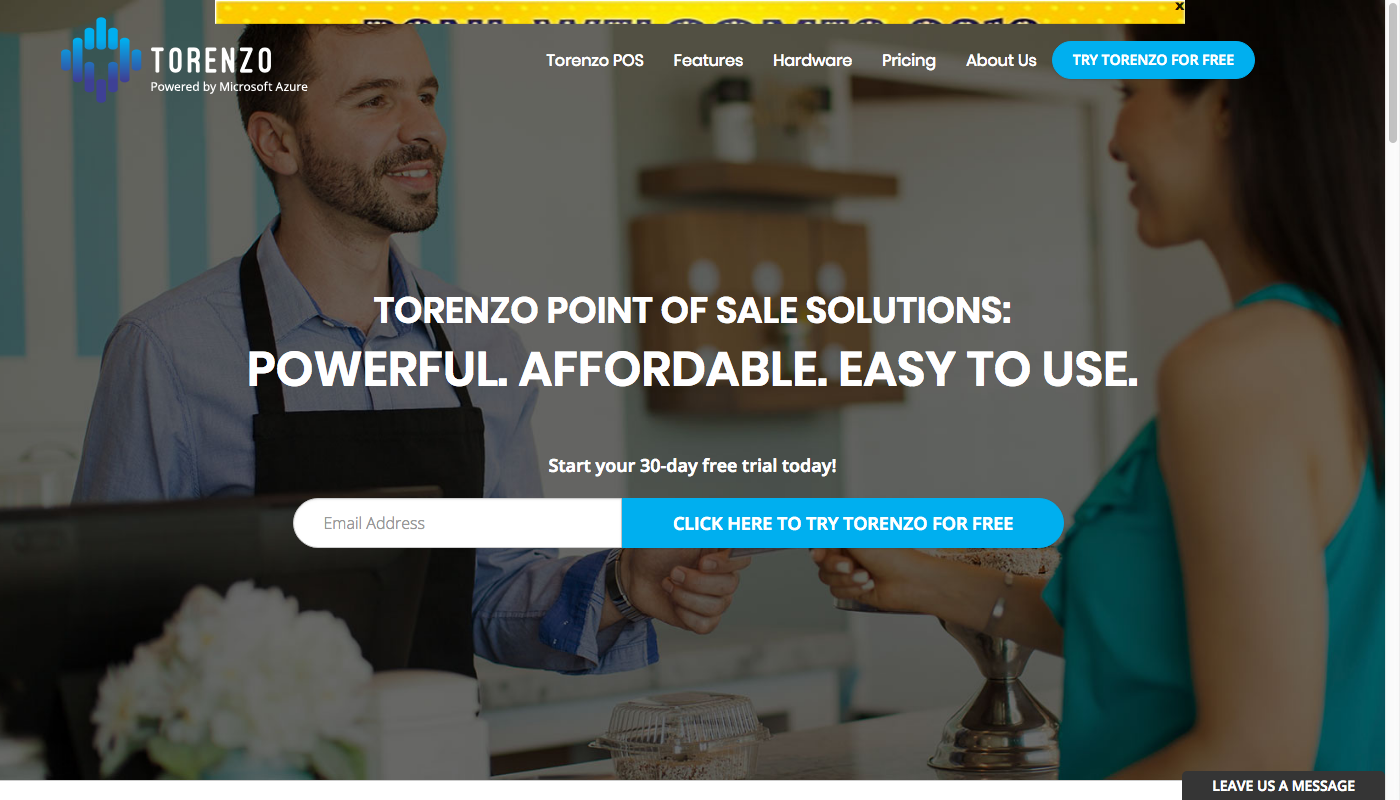 x
TORENZO
Powered by Microsoft Azure
Torenzo POS
Features
Hardware
Pricing
About Us
TRY TORENZO FOR FREE
TORENZO POINT OF SALE SOLUTIONS:
POWERFUL. AFFORDABLE. EASY TO USE.
Start your 30-day free trial today!
Email Address
CLICK HERE TO TRY TORENZO FOR FREE
LEAVE US A MESSAGE